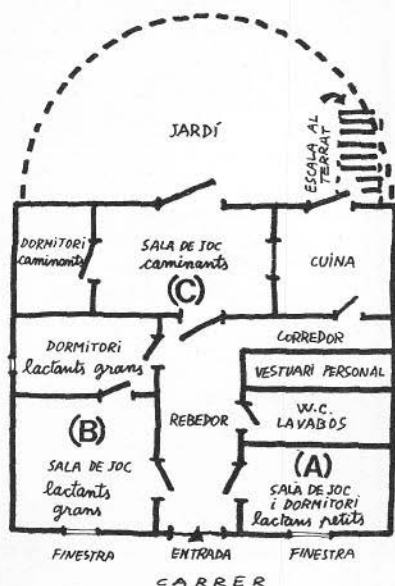 JARDÍ
ESCALA AL
TERRAT
DORMITORI
caminants
SALA DE JOC
caminants
(C)
CUÏNA
DORMITORI
lactants grans
CORREDOR
VESTUARI PERSONAL
W.C.
LAVABOS
REBEDOR
(B)
SALA DE JOC
lactants
grans
(A)
SALA DE JOC
i DORMITORI
lactans petits
FINESTRA
ENTRADA
FINESTRA
CARRER